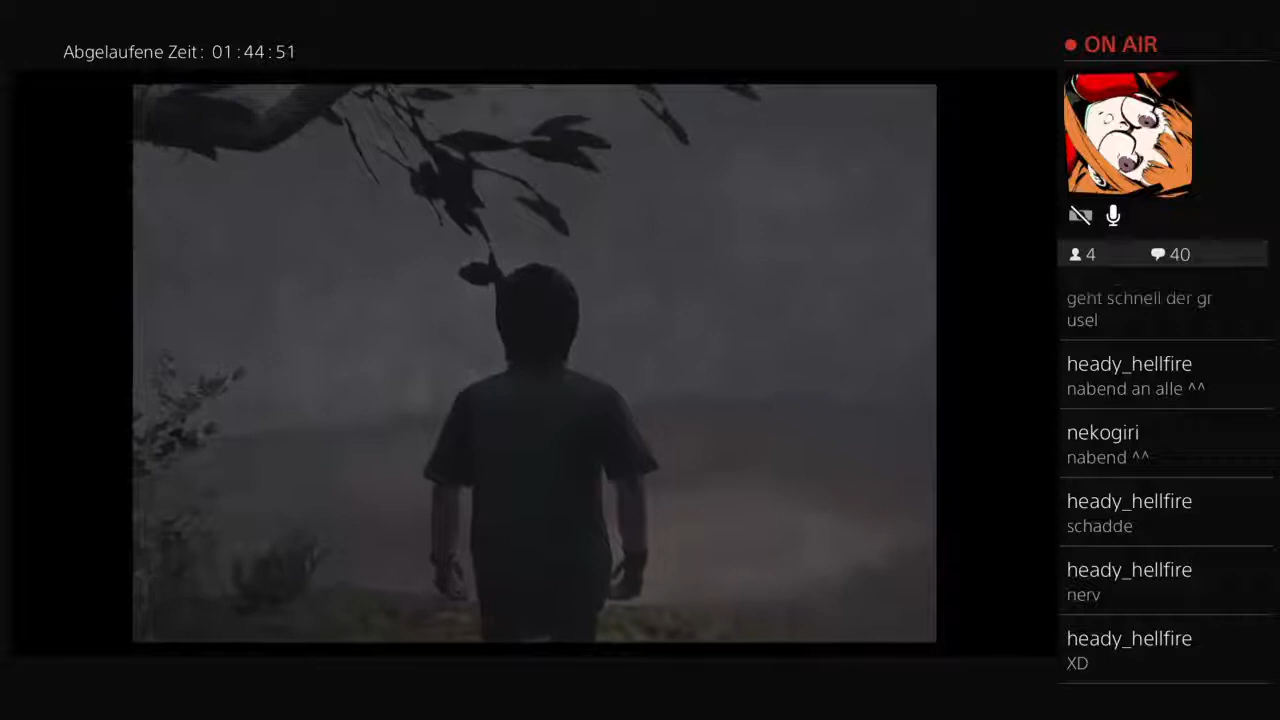 Abgelaufene Zeit: 01:44:51
ON AIR
4 40
geht schnell der gr
usel
heady_hellfire
nabend an alle ^^
nekogiri
nabend ^^
heady_hellfire
schadde
heady_hellfire
nerv
heady_hellfire
XD